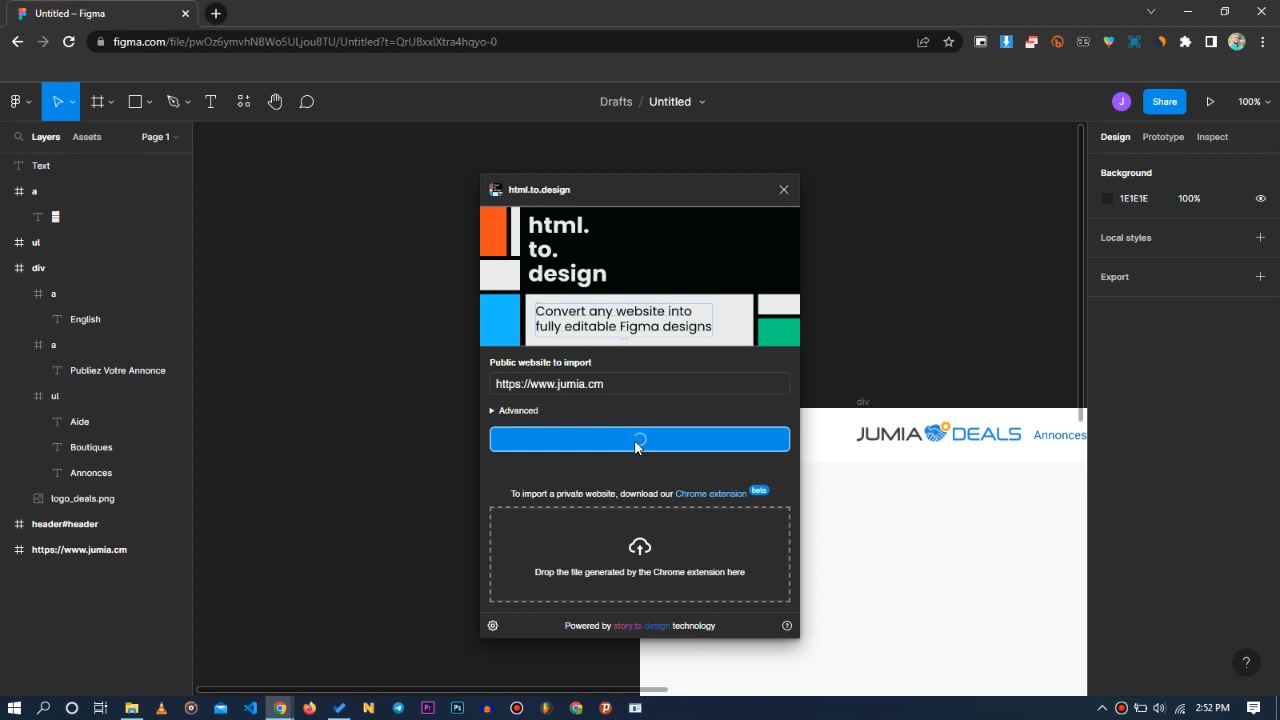 Untitled – Figma
figma.com/file/pwOz6ymvhNBWo5ULjou8TU/Untitled?t=QrUBxxlXtra4hqyo-0
Drafts / Untitled
J
Share
100%
Layers
Assets
Page 1
Design
Prototype
Inspect
Text
a
ul
div
a
English
a
Publiez Votre Annonce
ul
Aide
Boutiques
Annonces
logo_deals.png
header#header
https://www.jumia.cm
html.to.design
html.
to.
design
Convert any website into
fully editable Figma designs
Public website to import
https://www.jumia.cm
Advanced
To import a private website, download our Chrome extension beta
Drop the file generated by the Chrome extension here
Powered by story.to.design technology
div
JUMIA DEALS
Annonces
Background
1E1E1E
100%
Local styles
Export
?
2:52 PM